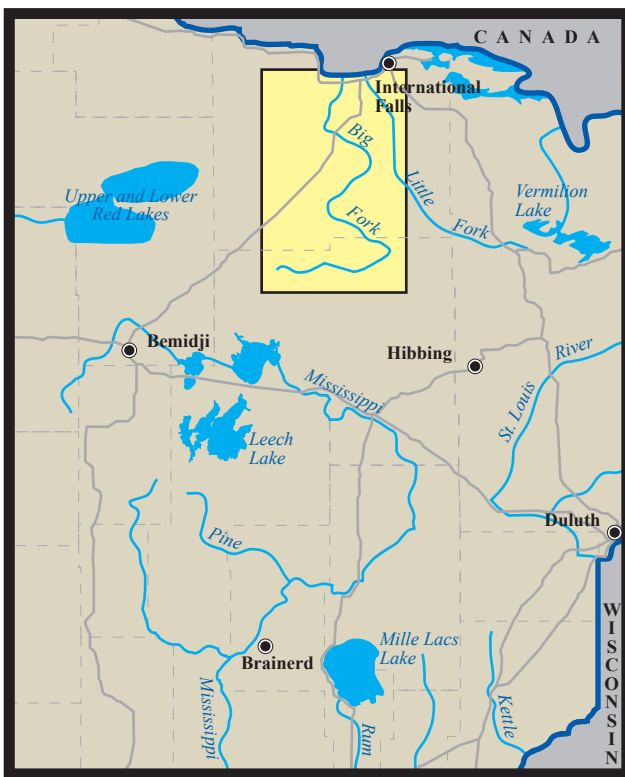 CANADA
International
Falls
Big
Little
Upper and Lower
Red Lakes
Vermilion
Lake
Fork
Fork
Bemidji
Hibbing
River
Mississippi
St. Louis
Leech
Lake
Duluth
Pine
WISCONSIN
Mille Lacs
Lake
Brainerd
Mississippi
Rum
Kettle